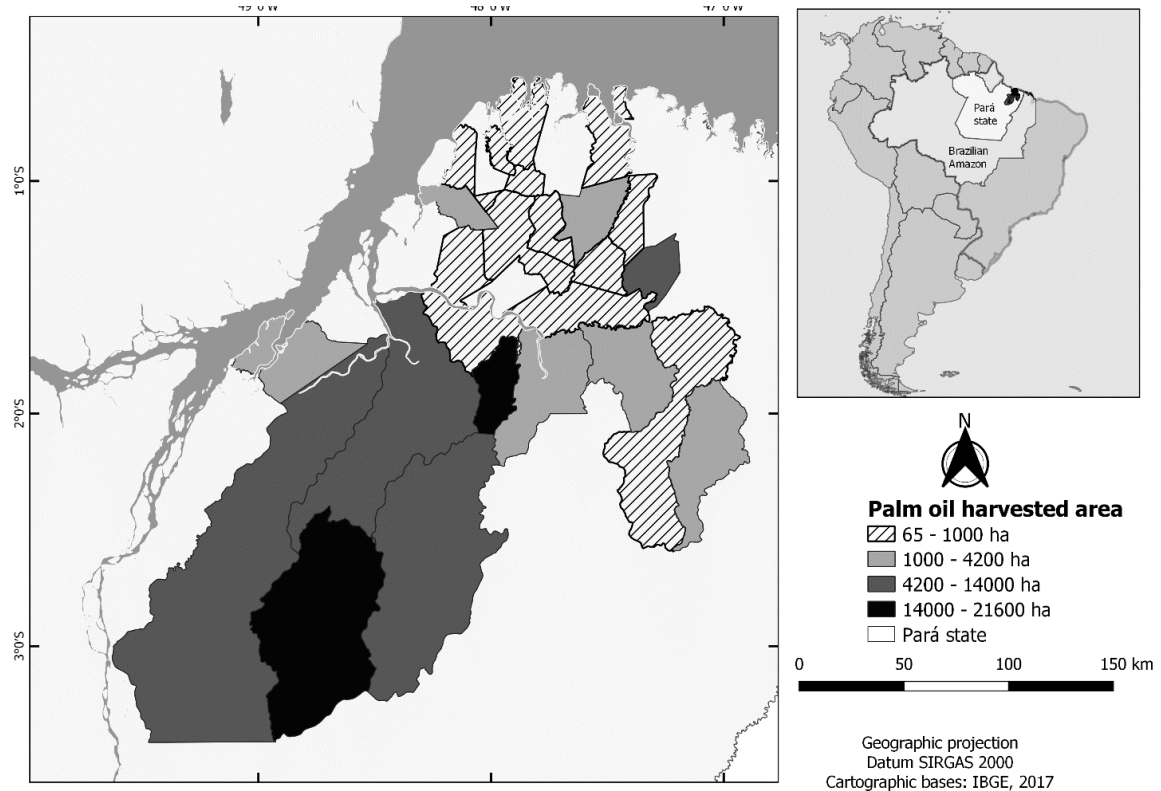 49°0'W 48°0'W 47°0'W
1°0'S
2°0'S
3°0'S
Pará
state
Brazilian
Amazon
N
Palm oil harvested area
65 - 1000 ha
1000 - 4200 ha
4200 - 14000 ha
14000 - 21600 ha
Pará state
0 50 100 150 km
Geographic projection
Datum SIRGAS 2000
Cartographic bases: IBGE, 2017